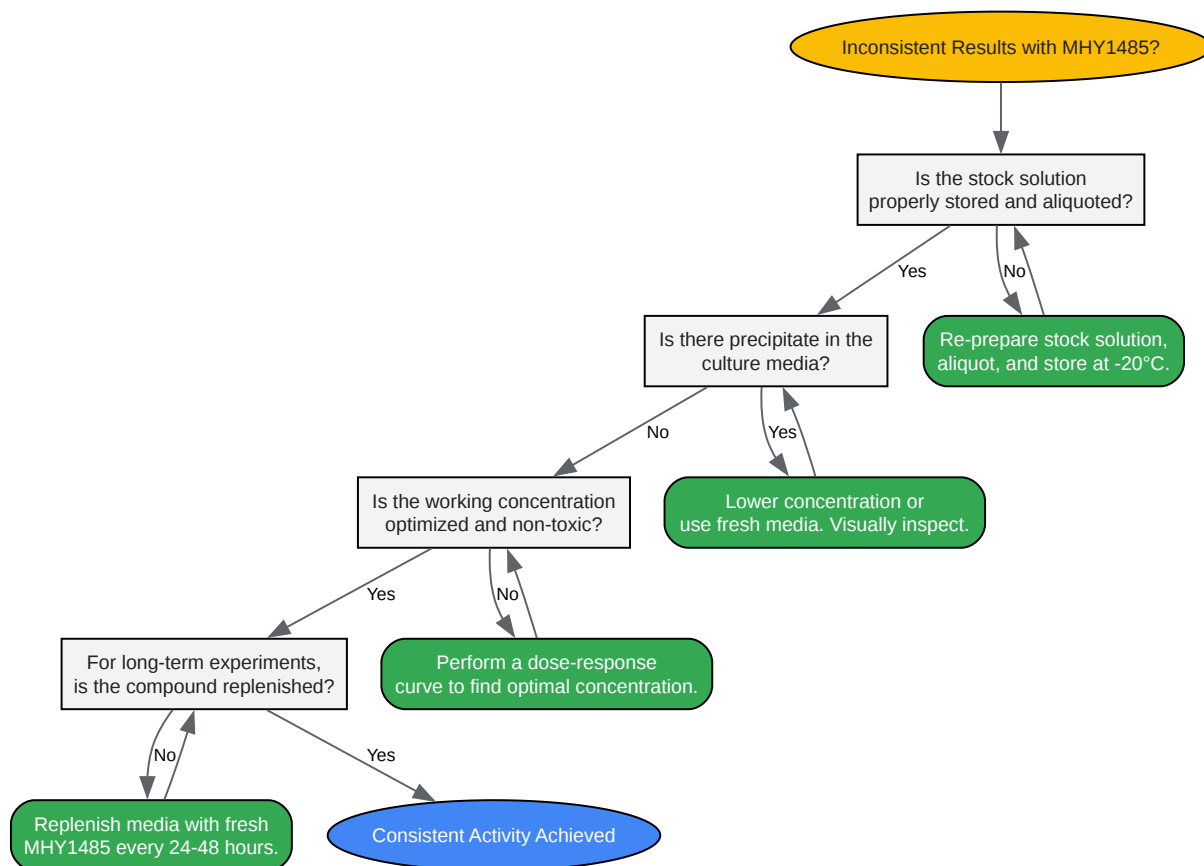 Inconsistent Results with MHY1485?
Is the stock solution
properly stored and aliquoted?
Yes
No
Is there precipitate in the
culture media?
Re-prepare stock solution,
aliquot, and store at -20°C.
No
Yes
Is the working concentration
optimized and non-toxic?
Lower concentration or
use fresh media. Visually inspect.
Yes
No
For long-term experiments,
is the compound replenished?
Perform a dose-response
curve to find optimal concentration.
No
Yes
Replenish media with fresh
MHY1485 every 24-48 hours.
Consistent Activity Achieved